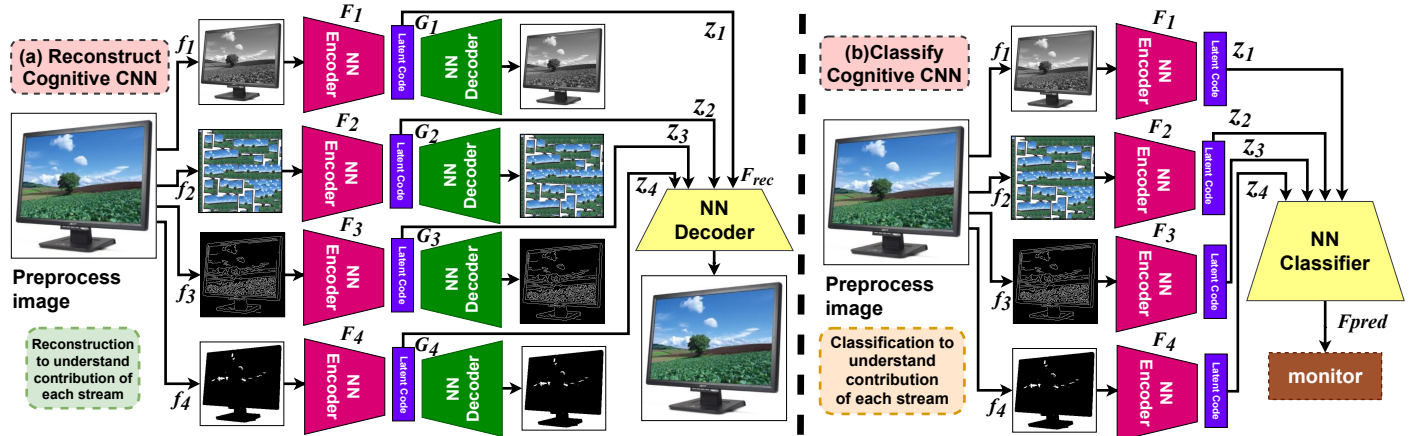 (a) Reconstruct
Cognitive CNN
Preprocess
image
Reconstruction
to understand
contribution of
each stream
f1
f2
f3
f4
F1
NN
Encoder
Latent Code
G1
NN
Decoder
z1
F2
NN
Encoder
Latent Code
G2
NN
Decoder
z2
F3
NN
Encoder
Latent Code
G3
NN
Decoder
z3
F4
NN
Encoder
Latent Code
G4
NN
Decoder
z4
Frec
NN
Decoder
(b)Classify
Cognitive CNN
Preprocess
image
Classification to
understand
contribution
of each stream
f1
f2
f3
f4
F1
NN
Encoder
Latent Code
z1
F2
NN
Encoder
Latent Code
z2
F3
NN
Encoder
Latent Code
z3
F4
NN
Encoder
Latent Code
z4
NN
Classifier
Fpred
monitor